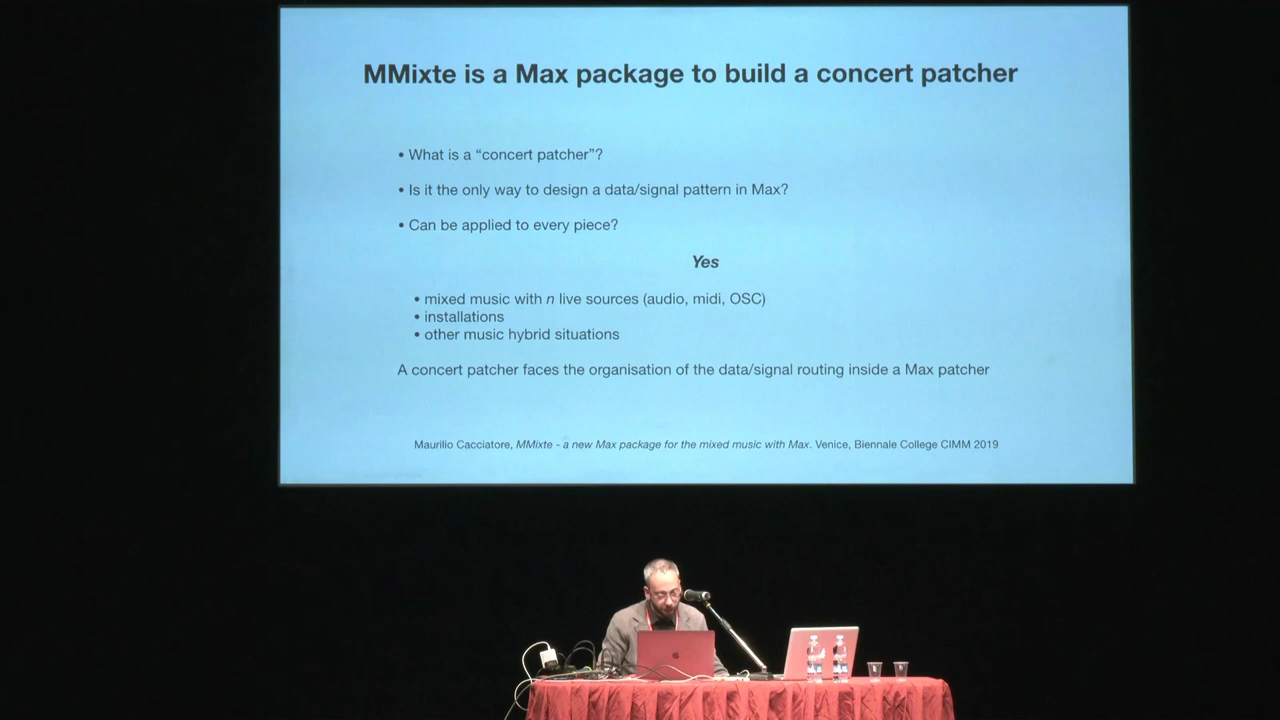 MMixte is a Max package to build a concert patcher
• What is a “concert patcher”?
• Is it the only way to design a data/signal pattern in Max?
• Can be applied to every piece?
Yes
• mixed music with n live sources (audio, midi, OSC)
• installations
• other music hybrid situations
A concert patcher faces the organisation of the data/signal routing inside a Max patcher
Maurilio Cacciatore, MMixte - a new Max package for the mixed music with Max. Venice, Biennale College CIMM 2019